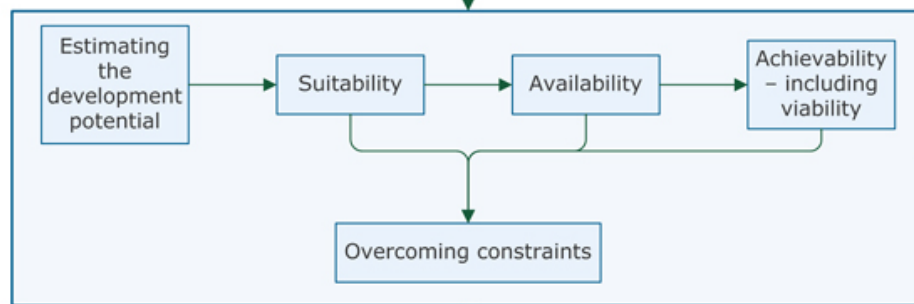 Estimating
the
development
potential
Suitability
Availability
Achievability
– including
viability
Overcoming constraints